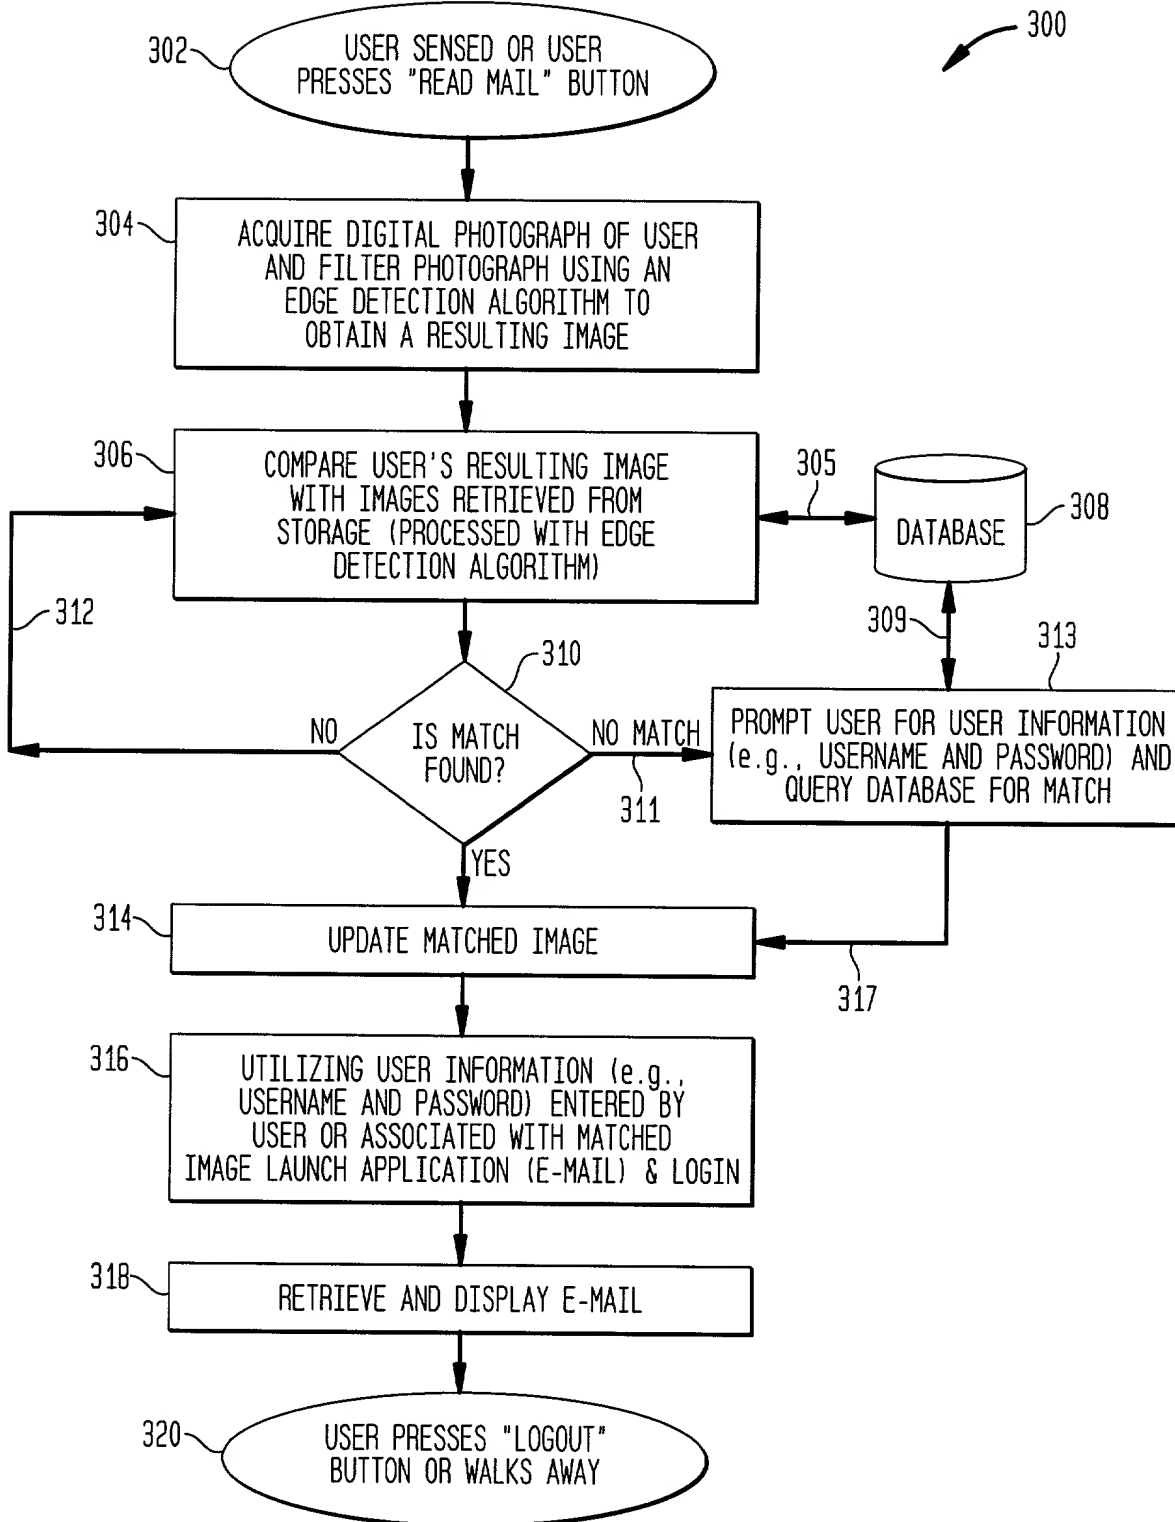 300
302
USER SENSED OR USER
PRESSES "READ MAIL" BUTTON
304
ACQUIRE DIGITAL PHOTOGRAPH OF USER
AND FILTER PHOTOGRAPH USING AN
EDGE DETECTION ALGORITHM TO
OBTAIN A RESULTING IMAGE
306
COMPARE USER'S RESULTING IMAGE
WITH IMAGES RETRIEVED FROM
STORAGE (PROCESSED WITH EDGE
DETECTION ALGORITHM)
305
DATABASE
308
312
309
310
313
NO
IS MATCH
FOUND?
NO MATCH
311
PROMPT USER FOR USER INFORMATION
(e.g., USERNAME AND PASSWORD) AND
QUERY DATABASE FOR MATCH
YES
314
UPDATE MATCHED IMAGE
317
316
UTILIZING USER INFORMATION (e.g.,
USERNAME AND PASSWORD) ENTERED BY
USER OR ASSOCIATED WITH MATCHED
IMAGE LAUNCH APPLICATION (E-MAIL) & LOGIN
318
RETRIEVE AND DISPLAY E-MAIL
320
USER PRESSES "LOGOUT"
BUTTON OR WALKS AWAY